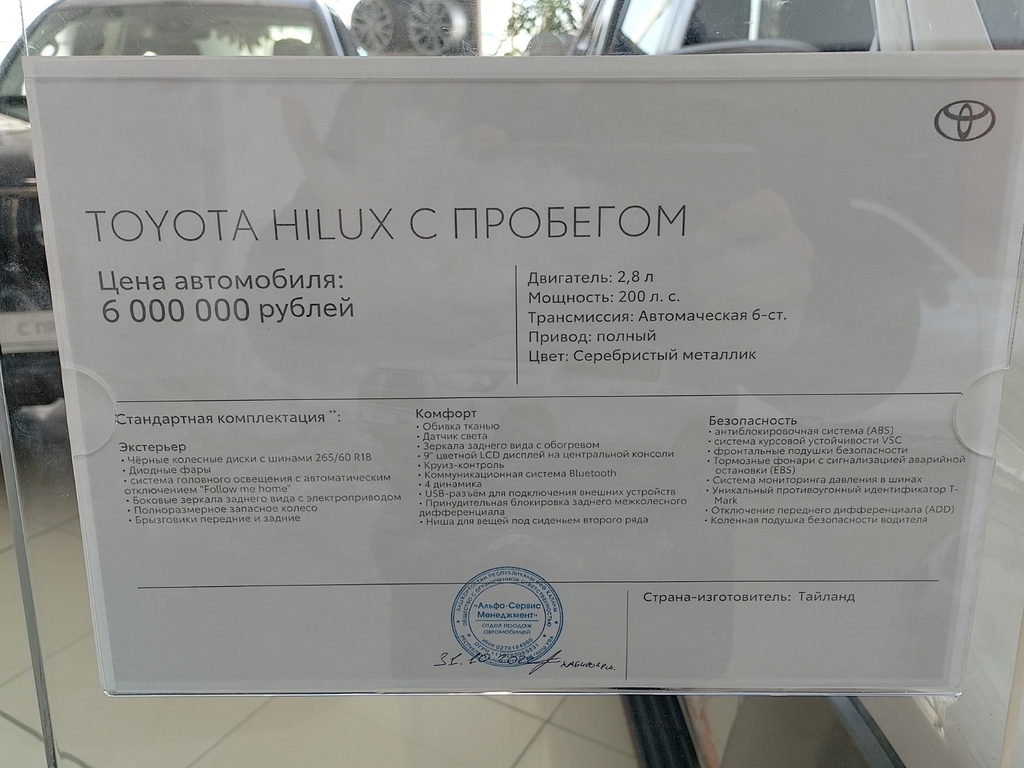 TOYOTA HILUX С ПРОБЕГОМ
Цена автомобиля:
6 000 000 рублей
Двигатель: 2,8 л
Мощность: 200 л. с.
Трансмиссия: Автомаческая 6-ст.
Привод: полный
Цвет: Серебристый металлик
Стандартная комплектация **:
Экстерьер
• Чёрные колесные диски с шинами 265/60 R18
• Диодные фары
• система головного освещения с автоматическим
отключением "Follow me home"
• Боковые зеркала заднего вида с электроприводом
• Полноразмерное запасное колесо
• Брызговики передние и задние
Комфорт
• Обивка тканью
• Датчик света
• Зеркала заднего вида с обогревом
• 9" цветной LCD дисплей на центральной консоли
• Круиз-контроль
• Коммуникационная система Bluetooth
• 4 динамика
• USB-разъём для подключения внешних устройств
• Принудительная блокировка заднего межколесного
дифференциала
• Ниша для вещей под сиденьем второго ряда
Безопасность
• антиблокировочная система (ABS)
• система курсовой устойчивости VSC
• фронтальные подушки безопасности
• Тормозные фонари с сигнализацией аварийной
остановки (EBS)
• Система мониторинга давления в шинах
• Уникальный противоугонный идентификатор T-
Mark
• Отключение переднего дифференциала (ADD)
• Коленная подушка безопасности водителя
«Альфа-Сервис
Менеджмент»
отдел продаж
автомобилей
31.10
Страна-изготовитель: Тайланд